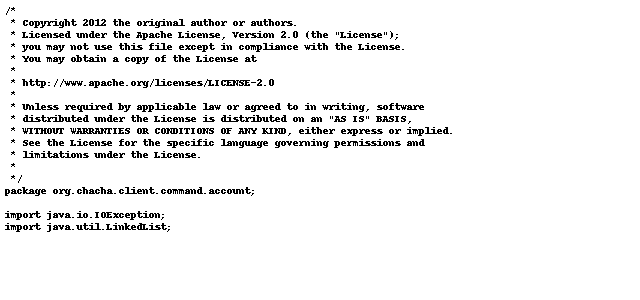 /*
 * Copyright 2012 the original author or authors.
 * Licensed under the Apache License, Version 2.0 (the "License");
 * you may not use this file except in compliance with the License.
 * You may obtain a copy of the License at
 *
 * http://www.apache.org/licenses/LICENSE-2.0
 *
 * Unless required by applicable law or agreed to in writing, software
 * distributed under the License is distributed on an "AS IS" BASIS,
 * WITHOUT WARRANTIES OR CONDITIONS OF ANY KIND, either express or implied.
 * See the License for the specific language governing permissions and
 * limitations under the License.
 *
 */
package org.chacha.client.command.account;

import java.io.IOException;
import java.util.LinkedList;